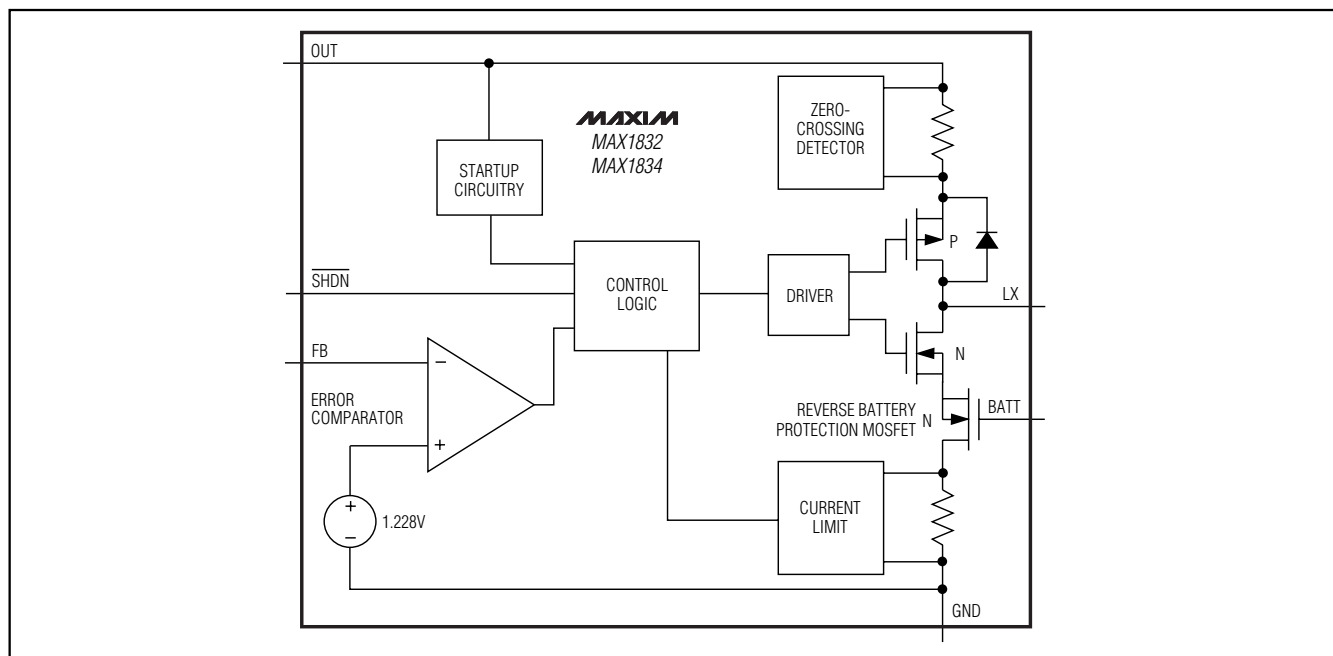 OUT
MAXIM
MAX1832
MAX1834
ZERO-
CROSSING
DETECTOR
STARTUP
CIRCUITRY
P
SHDN
CONTROL
LOGIC
DRIVER
LX
FB
−
N
ERROR
COMPARATOR
+
REVERSE BATTERY
PROTECTION MOSFET
N
BATT
+
−
1.228V
CURRENT
LIMIT
GND